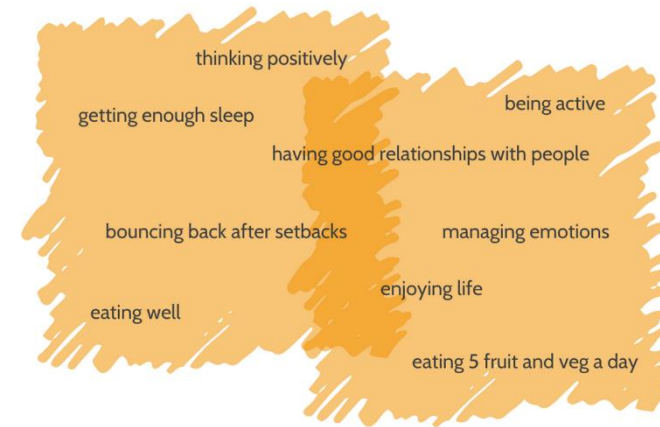 thinking positively
being active
getting enough sleep
having good relationships with people
bouncing back after setbacks
managing emotions
enjoying life
eating well
eating 5 fruit and veg a day